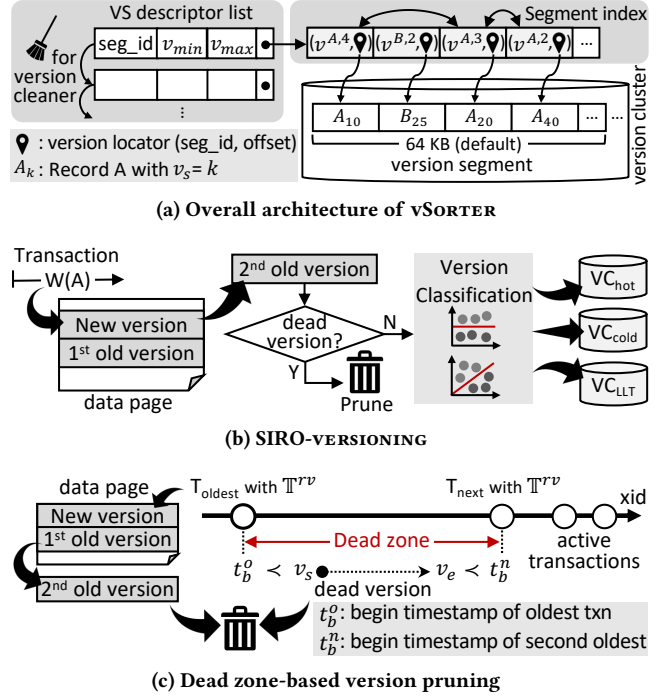 VS descriptor list
Segment index
for version cleaner
seg_id v_min v_max
(v^{A,4}, ) (v^{B,2}, ) (v^{A,3}, ) (v^{A,2}, ) ...
⋮
A_10 B_25 A_20 A_40 ... ...
64 KB (default)
version segment
version cluster
: version locator (seg_id, offset)
A_k : Record A with v_s= k
(a) Overall architecture of vSORTER
Transaction
W(A)
New version
1st old version
data page
2nd old version
dead version?
N
Y
Prune
Version Classification
VC_hot
VC_cold
VC_LLT
(b) SIRO-VERSIONING
data page
New version
1st old version
2nd old version
T_oldest with 𝕋^{rv}
T_next with 𝕋^{rv}
xid
Dead zone
active transactions
t_b^o ≺ v_s v_e ≺ t_b^n
dead version
t_b^o: begin timestamp of oldest txn
t_b^n: begin timestamp of second oldest
(c) Dead zone-based version pruning